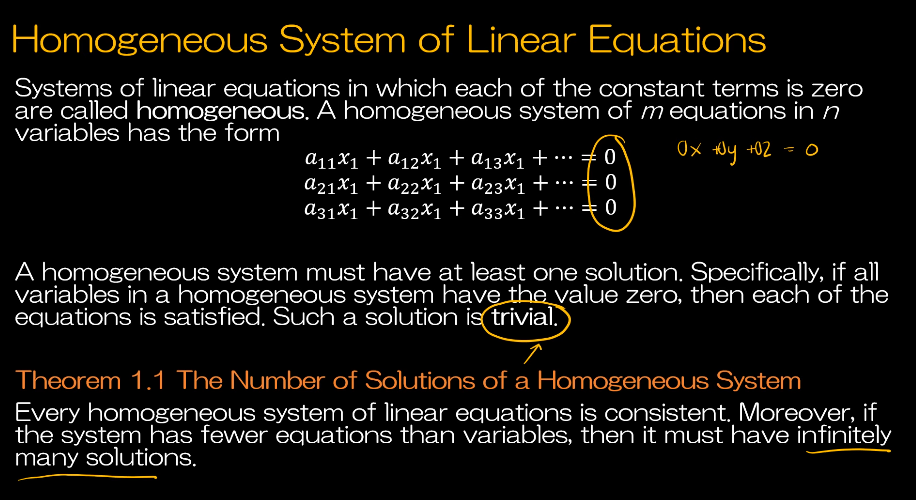 Homogeneous System of Linear Equations
Systems of linear equations in which each of the constant terms is zero
are called homogeneous. A homogeneous system of m equations in n
variables has the form
a₁₁x₁ + a₁₂x₁ + a₁₃x₁ + ⋯ = 0 0x +0y +0z = 0
a₂₁x₁ + a₂₂x₁ + a₂₃x₁ + ⋯ = 0
a₃₁x₁ + a₃₂x₁ + a₃₃x₁ + ⋯ = 0
A homogeneous system must have at least one solution. Specifically, if all
variables in a homogeneous system have the value zero, then each of the
equations is satisfied. Such a solution is trivial.
Theorem 1.1 The Number of Solutions of a Homogeneous System
Every homogeneous system of linear equations is consistent. Moreover, if
the system has fewer equations than variables, then it must have infinitely
many solutions.